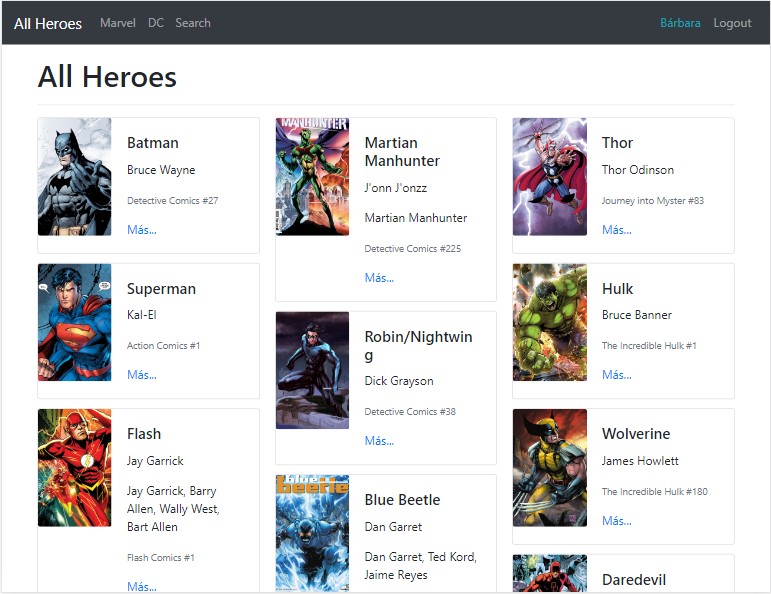 All Heroes Marvel DC Search Bárbara Logout
All Heroes
Batman
Bruce Wayne
Detective Comics #27
Más...
Superman
Kal-El
Action Comics #1
Más...
Flash
Jay Garrick
Jay Garrick, Barry
Allen, Wally West,
Bart Allen
Flash Comics #1
Más...
MANHUNTER
Martian
Manhunter
J'onn J'onzz
Martian Manhunter
Detective Comics #225
Más...
Robin/Nightwin
g
Dick Grayson
Detective Comics #38
Más...
blue
beetle
Blue Beetle
Dan Garret
Dan Garret, Ted Kord,
Jaime Reyes
Thor
Thor Odinson
Journey into Myster #83
Más...
Hulk
Bruce Banner
The Incredible Hulk #1
Más...
Wolverine
James Howlett
The Incredible Hulk #180
Más...
Daredevil